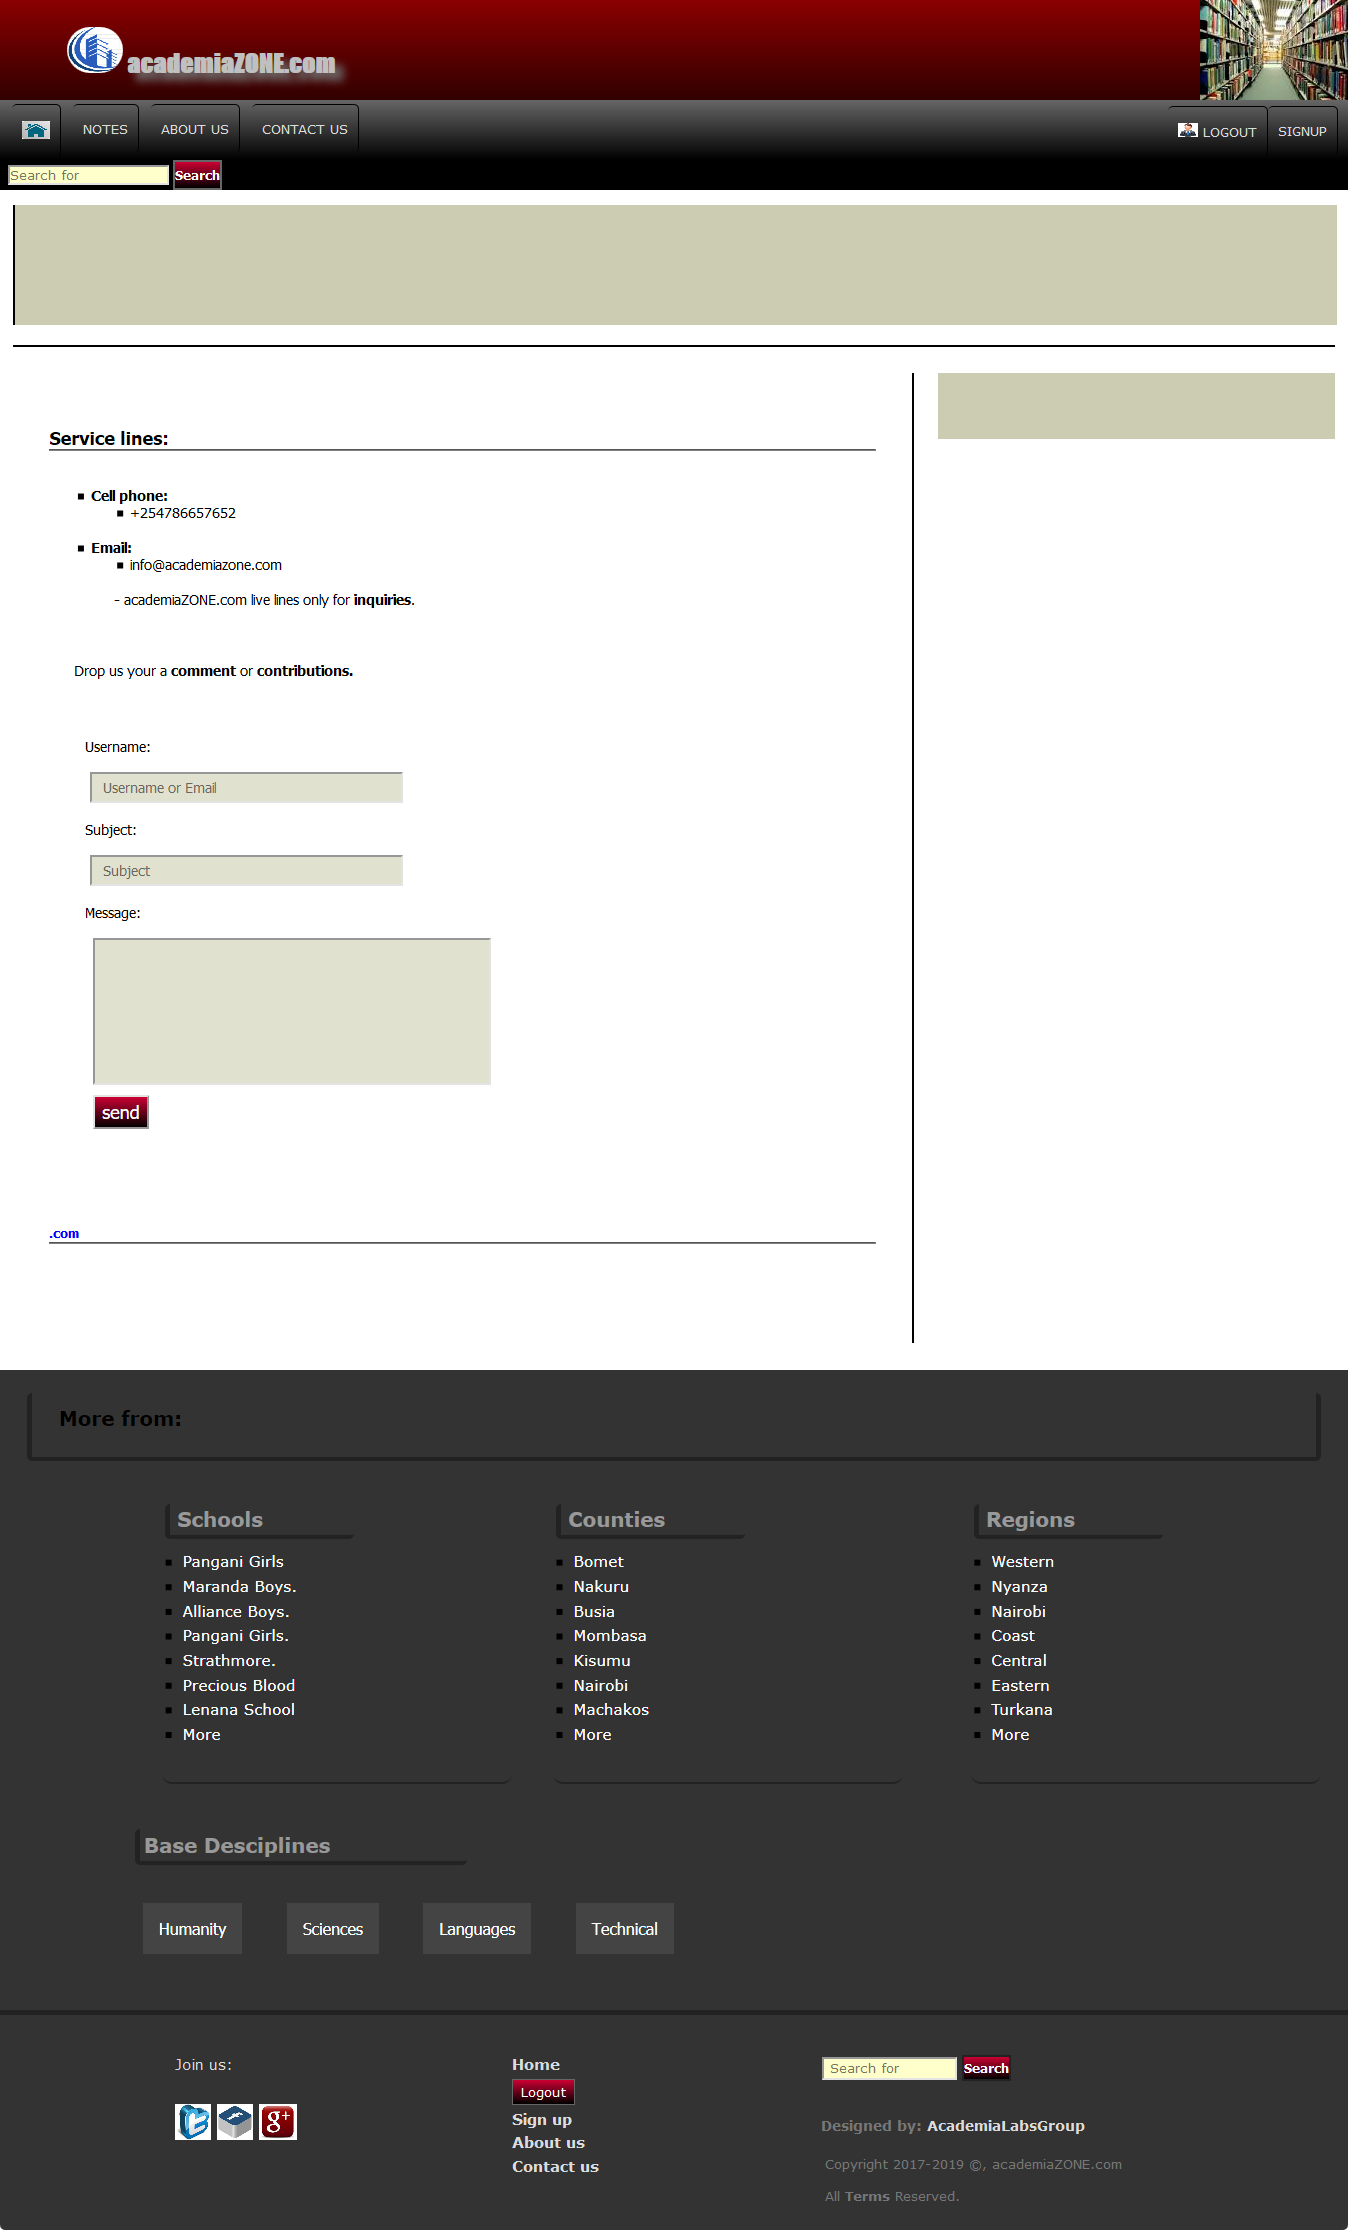 academiaZONE.com
NOTES
ABOUT US
CONTACT US
LOGOUT
SIGNUP
Search for
Search
Service lines:
Cell phone:
+254786657652
Email:
info@academiazone.com
- academiaZONE.com live lines only for inquiries.
Drop us your a comment or contributions.
Username:
Username or Email
Subject:
Subject
Message:
send
.com
More from:
Schools
Pangani Girls
Maranda Boys.
Alliance Boys.
Pangani Girls.
Strathmore.
Precious Blood
Lenana School
More
Counties
Bomet
Nakuru
Busia
Mombasa
Kisumu
Nairobi
Machakos
More
Regions
Western
Nyanza
Nairobi
Coast
Central
Eastern
Turkana
More
Base Desciplines
Humanity
Sciences
Languages
Technical
Join us:
g+
Home
Logout
Sign up
About us
Contact us
Search for
Search
Designed by: AcademiaLabsGroup
Copyright 2017-2019 ©, academiaZONE.com
All Terms Reserved.